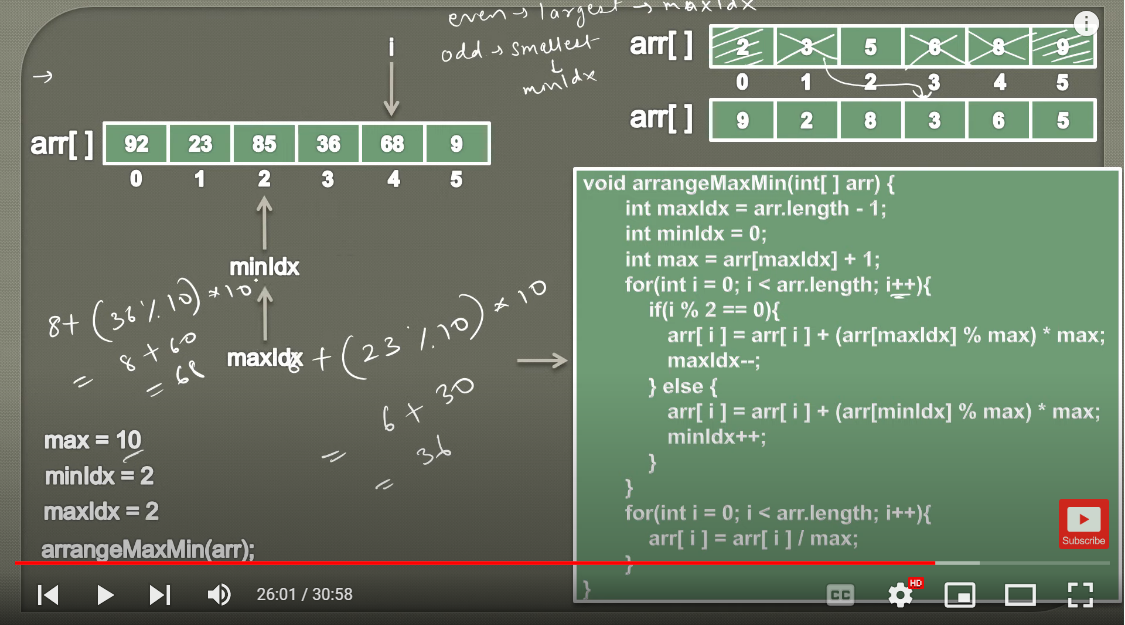 even → largest → maxIdx
odd → smallest
↓
minIdx
→
i
arr[ ] 92 23 85 36 68 9
0 1 2 3 4 5
minIdx
maxIdx
8+ (36 % 10) * 10
8 + 60
= = 68
6 + (23 % 10) * 10
6 + 30
= 36
=
max = 10
minIdx = 2
maxIdx = 2
arrangeMaxMin(arr);
arr[ ] 2 3 5 6 8 9
0 1 2 3 4 5
arr[ ] 9 2 8 3 6 5
void arrangeMaxMin(int[ ] arr) {
int maxIdx = arr.length - 1;
int minIdx = 0;
int max = arr[maxIdx] + 1;
for(int i = 0; i < arr.length; i++){
if(i % 2 == 0){
arr[ i ] = arr[ i ] + (arr[maxIdx] % max) * max;
maxIdx--;
} else {
arr[ i ] = arr[ i ] + (arr[minIdx] % max) * max;
minIdx++;
}
}
for(int i = 0; i < arr.length; i++){
arr[ i ] = arr[ i ] / max;
}
}
Subscribe
26:01 / 30:58
CC
HD